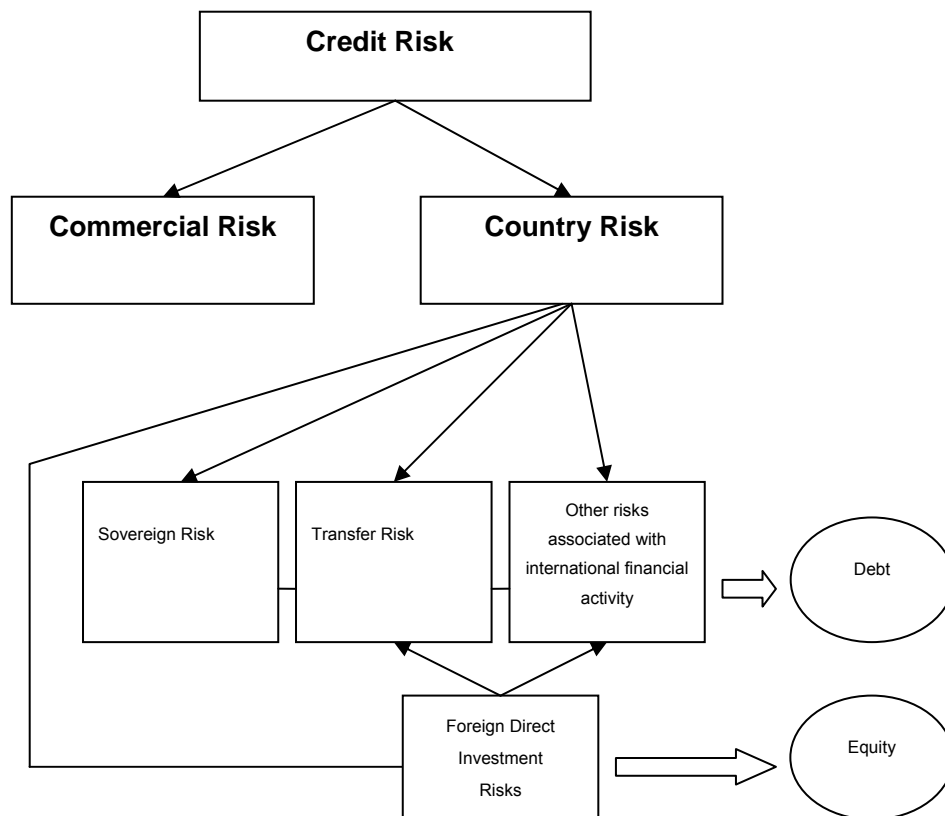 Credit Risk
Commercial Risk
Country Risk
Sovereign Risk
Transfer Risk
Other risks
associated with
international financial
activity
Debt
Foreign Direct
Investment
Risks
Equity